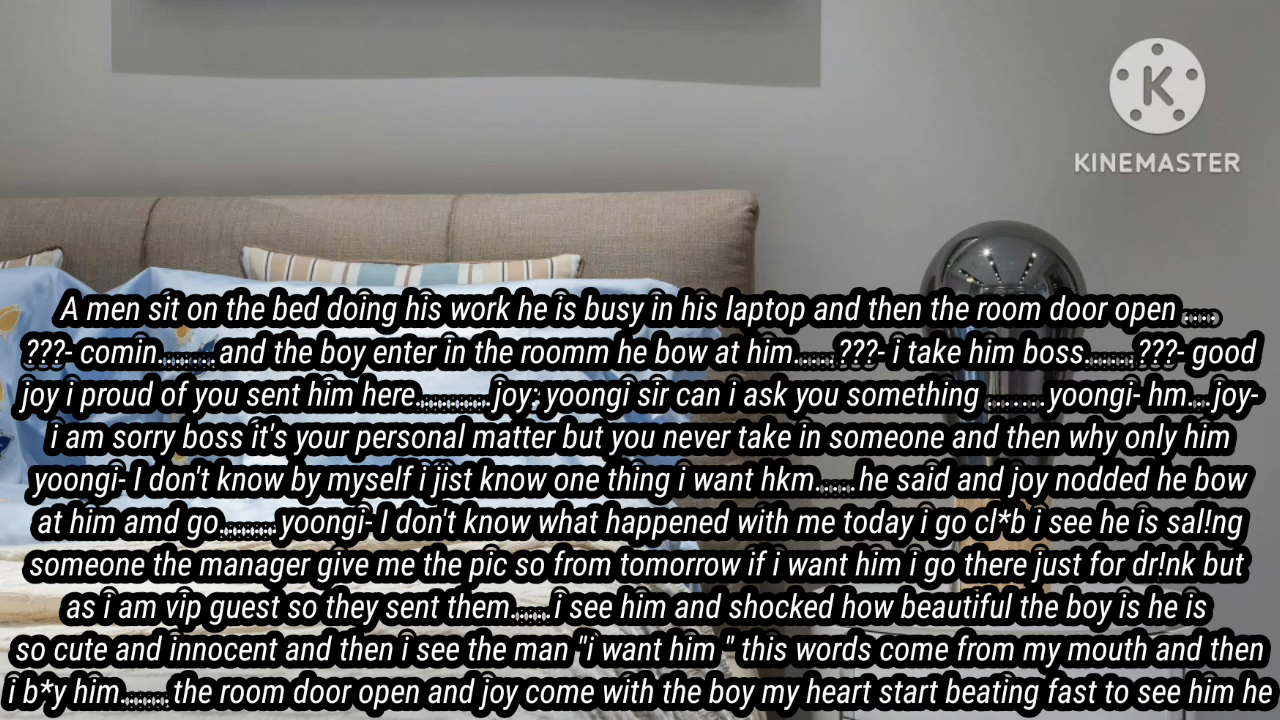 KINEMASTER
A men sit on the bed doing his work he is busy in his laptop and then the room door open ....
???- comin........and the boy enter in the roomm he bow at him.....???- i take him boss.......???- good
joy i proud of you sent him here...........joy; yoongi sir can i ask you something ........yoongi- hm...joy-
i am sorry boss it's your personal matter but you never take in someone and then why only him
yoongi- I don't know by myself i jist know one thing i want hkm.....he said and joy nodded he bow
at him amd go........yoongi- I don't know what happened with me today i go cl*b i see he is sal!ng
someone the manager give me the pic so from tomorrow if i want him i go there just for dr!nk but
as i am vip guest so they sent them.....i see him and shocked how beautiful the boy is he is
so cute and innocent and then i see the man "i want him " this words come from my mouth and then
i b*y him.......the room door open and joy come with the boy my heart start beating fast to see him he